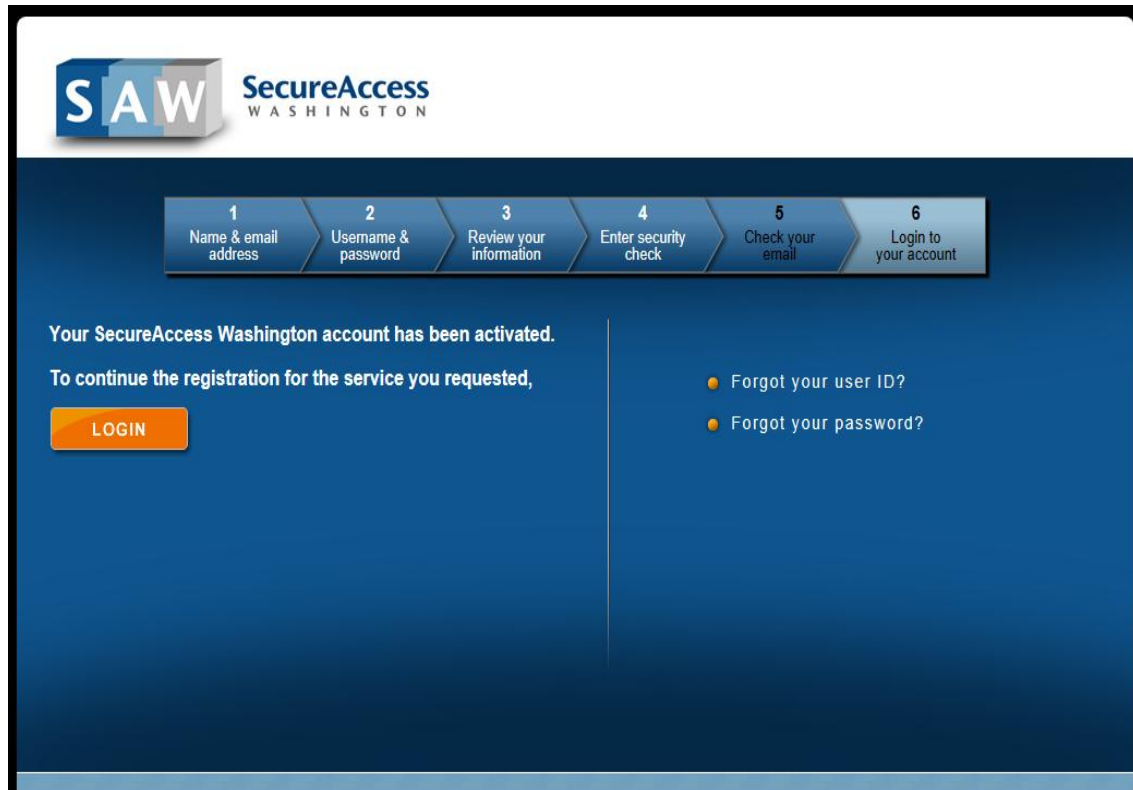 SAW
SecureAccess
WASHINGTON
1
Name & email
address
2
Username &
password
3
Review your
information
4
Enter security
check
5
Check your
email
6
Login to
your account
Your SecureAccess Washington account has been activated.
To continue the registration for the service you requested,
LOGIN
Forgot your user ID?
Forgot your password?